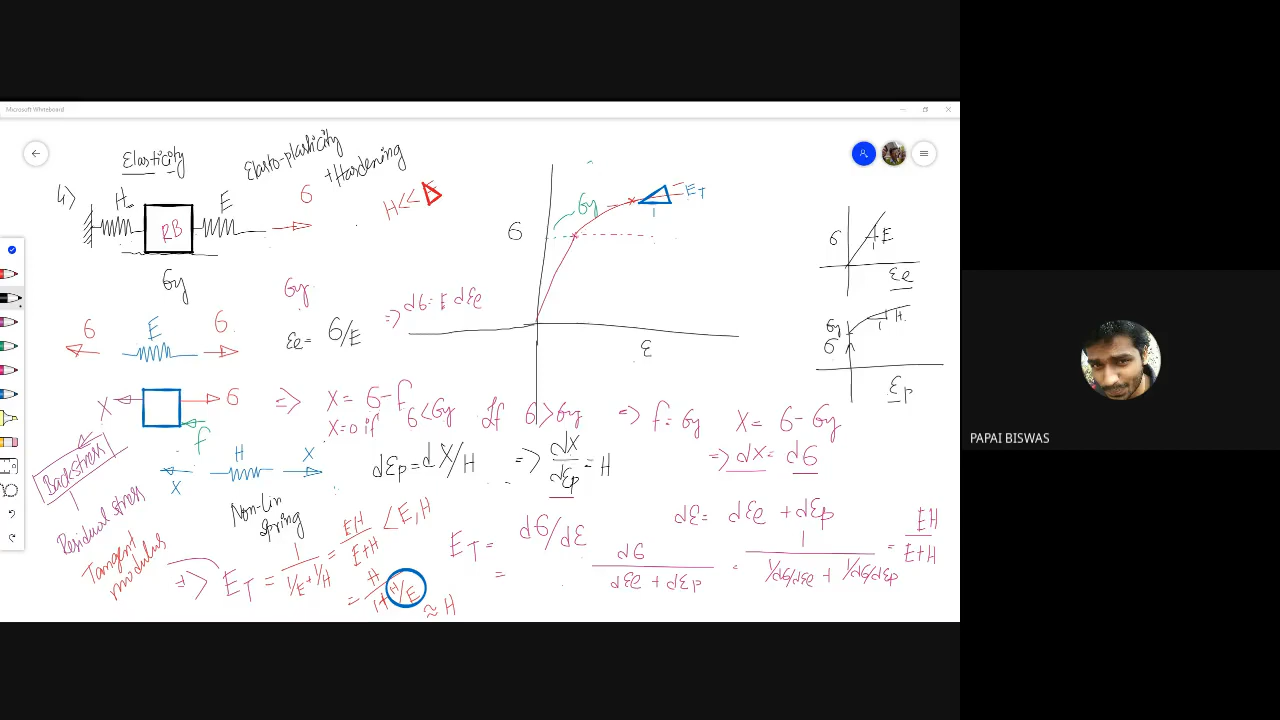 Microsoft Whiteboard
Elasticity
Elasto-plasticity
+ Hardening
4)
H
E
σ
H<<
RB
σy
σy
σ
E
σ
εe = σ/E
=> dσ = E dεe
σ
σy
ET
1
ε
σ
E
εe
σy
σ
H
1
εp
X
σ
f
=> X = σ-f
X=0 if σ<σy If σ>σy => f = σy X = σ-σy
=> dX = dσ
Backstress
Residual stress
H
X
X
Non-Lin
Spring
dεp = dX/H => dX/dεp = H
Tangent
modulus
=> ET = 1/(1/E+1/H) = EH/(E+H) < E, H
= H/(1+H/E) ≈ H
dε = dεe + dεp
ET = dσ/dε
= dσ/(dεe + dεp) = 1/(1/dσ/dεe + 1/dσ/dεp) = EH/(E+H)
PAPAI BISWAS